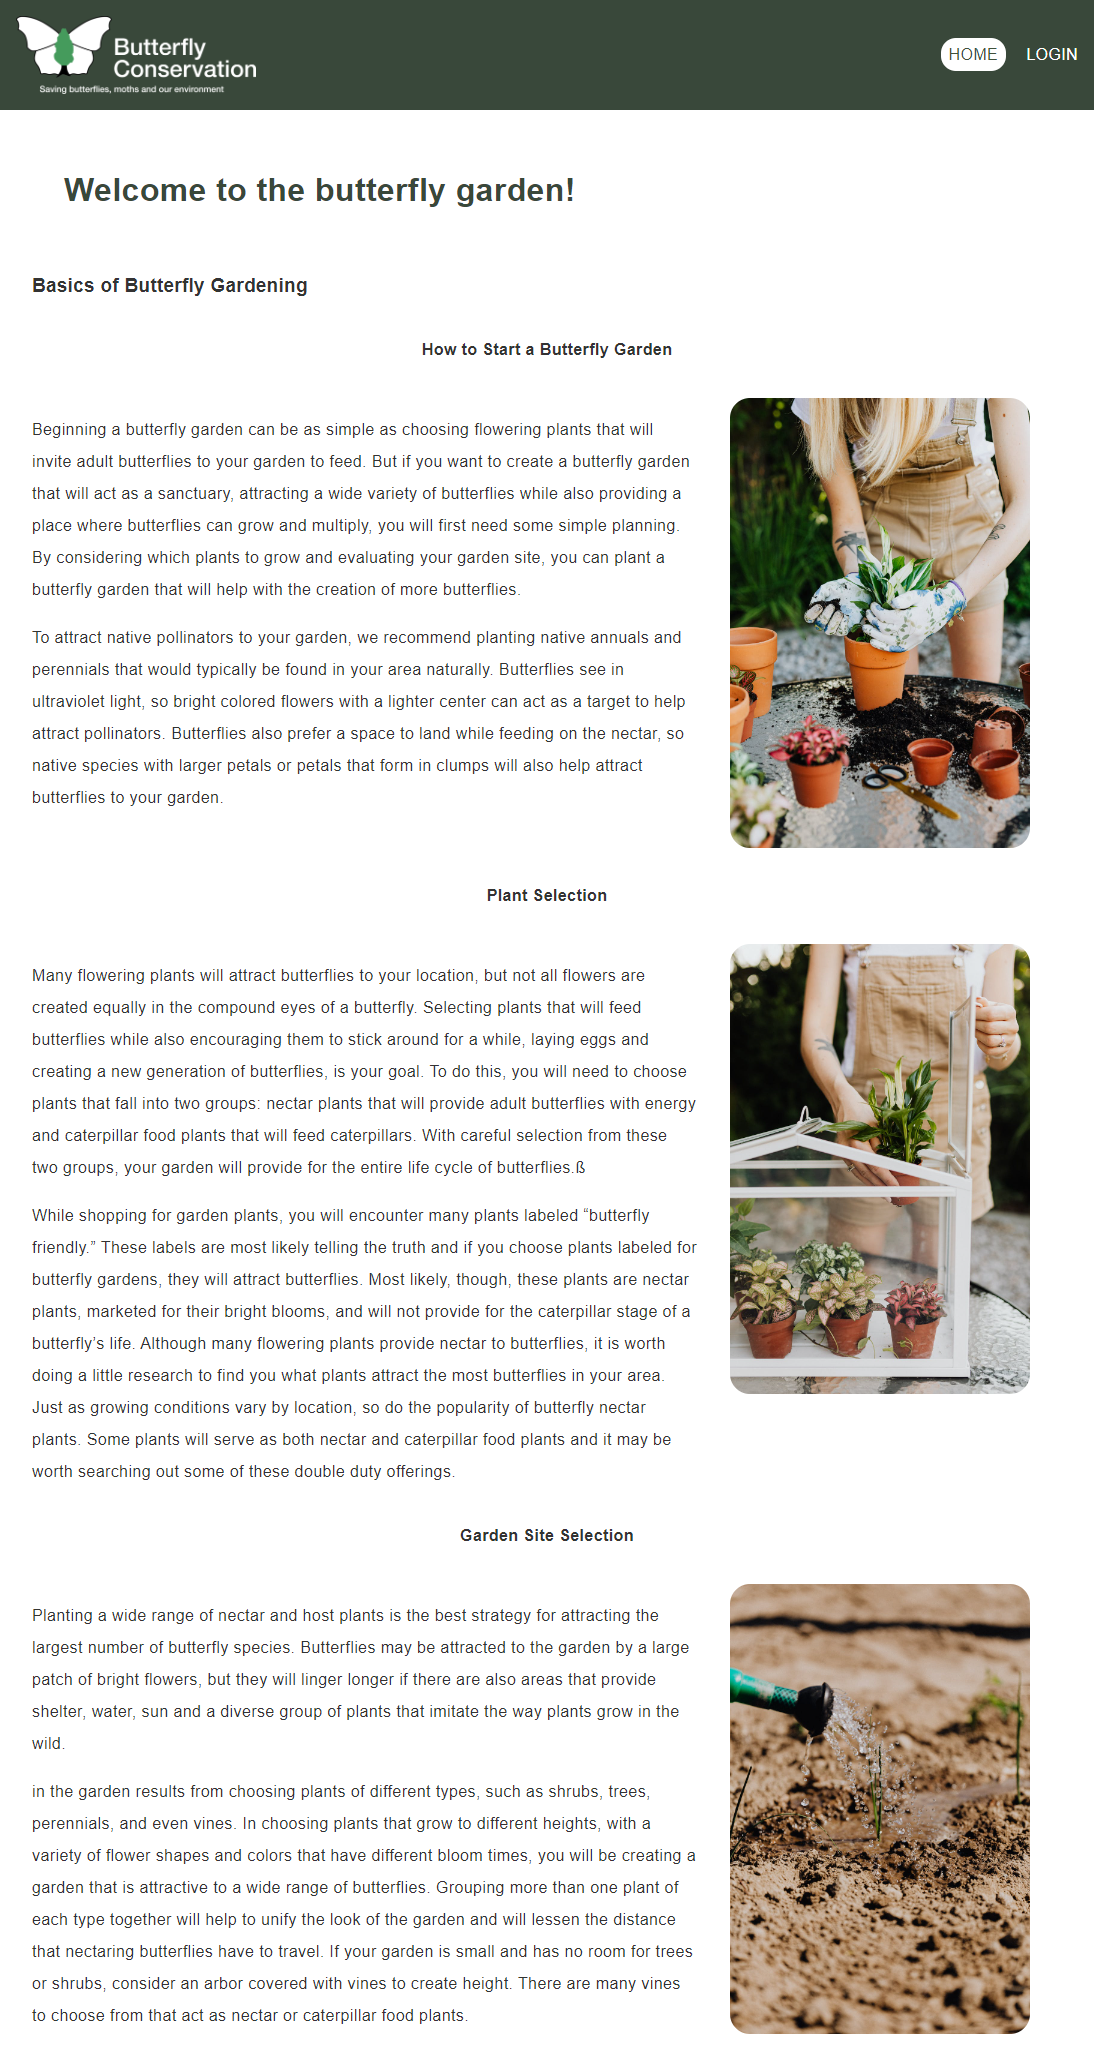 Butterfly
Conservation
Saving butterflies, moths and our environment
HOME
LOGIN
Welcome to the butterfly garden!
Basics of Butterfly Gardening
How to Start a Butterfly Garden
Beginning a butterfly garden can be as simple as choosing flowering plants that will
invite adult butterflies to your garden to feed. But if you want to create a butterfly garden
that will act as a sanctuary, attracting a wide variety of butterflies while also providing a
place where butterflies can grow and multiply, you will first need some simple planning.
By considering which plants to grow and evaluating your garden site, you can plant a
butterfly garden that will help with the creation of more butterflies.
To attract native pollinators to your garden, we recommend planting native annuals and
perennials that would typically be found in your area naturally. Butterflies see in
ultraviolet light, so bright colored flowers with a lighter center can act as a target to help
attract pollinators. Butterflies also prefer a space to land while feeding on the nectar, so
native species with larger petals or petals that form in clumps will also help attract
butterflies to your garden.
Plant Selection
Many flowering plants will attract butterflies to your location, but not all flowers are
created equally in the compound eyes of a butterfly. Selecting plants that will feed
butterflies while also encouraging them to stick around for a while, laying eggs and
creating a new generation of butterflies, is your goal. To do this, you will need to choose
plants that fall into two groups: nectar plants that will provide adult butterflies with energy
and caterpillar food plants that will feed caterpillars. With careful selection from these
two groups, your garden will provide for the entire life cycle of butterflies.ß
While shopping for garden plants, you will encounter many plants labeled “butterfly
friendly.” These labels are most likely telling the truth and if you choose plants labeled for
butterfly gardens, they will attract butterflies. Most likely, though, these plants are nectar
plants, marketed for their bright blooms, and will not provide for the caterpillar stage of a
butterfly’s life. Although many flowering plants provide nectar to butterflies, it is worth
doing a little research to find you what plants attract the most butterflies in your area.
Just as growing conditions vary by location, so do the popularity of butterfly nectar
plants. Some plants will serve as both nectar and caterpillar food plants and it may be
worth searching out some of these double duty offerings.
Garden Site Selection
Planting a wide range of nectar and host plants is the best strategy for attracting the
largest number of butterfly species. Butterflies may be attracted to the garden by a large
patch of bright flowers, but they will linger longer if there are also areas that provide
shelter, water, sun and a diverse group of plants that imitate the way plants grow in the
wild.
in the garden results from choosing plants of different types, such as shrubs, trees,
perennials, and even vines. In choosing plants that grow to different heights, with a
variety of flower shapes and colors that have different bloom times, you will be creating a
garden that is attractive to a wide range of butterflies. Grouping more than one plant of
each type together will help to unify the look of the garden and will lessen the distance
that nectaring butterflies have to travel. If your garden is small and has no room for trees
or shrubs, consider an arbor covered with vines to create height. There are many vines
to choose from that act as nectar or caterpillar food plants.